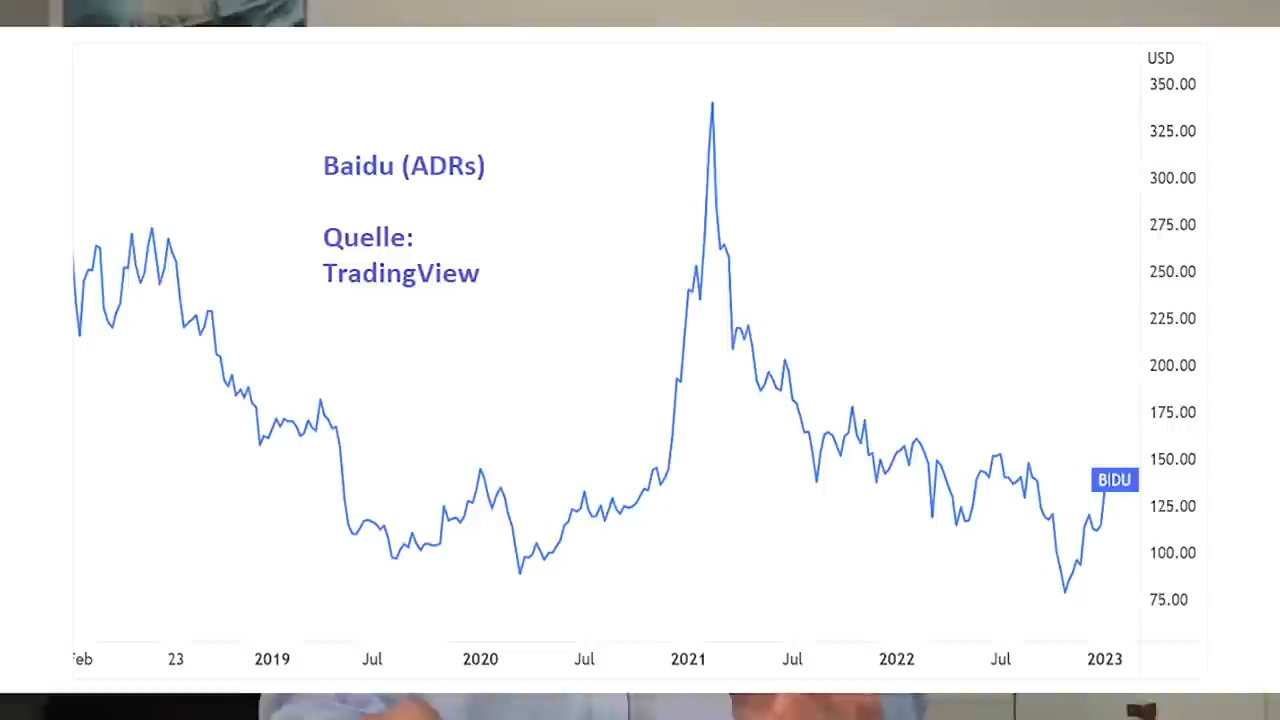 USD
350.00
325.00
Baidu (ADRs)
300.00
Quelle:
275.00
TradingView
250.00
225.00
200.00
175.00
150.00
BIDU
125.00
100.00
75.00
Feb 23 2019 Jul 2020 Jul 2021 Jul 2022 Jul 2023